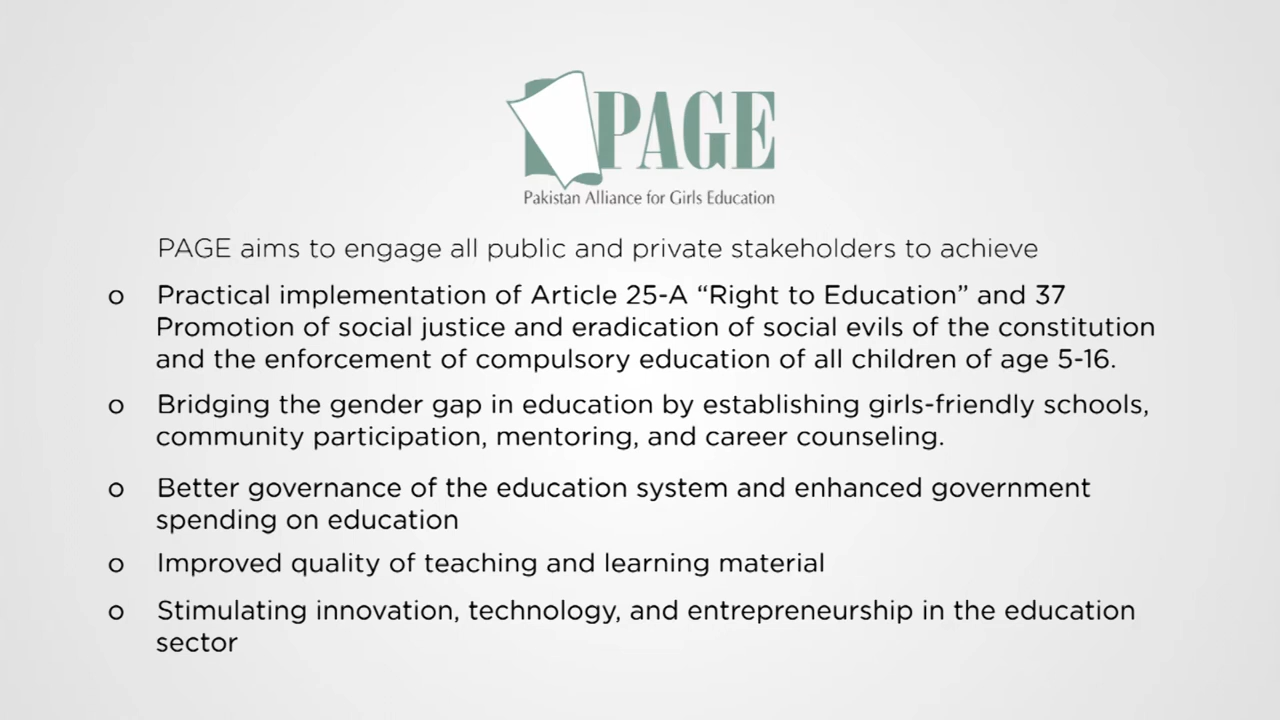 PAGE
Pakistan Alliance for Girls Education
PAGE aims to engage all public and private stakeholders to achieve
o Practical implementation of Article 25-A “Right to Education” and 37
Promotion of social justice and eradication of social evils of the constitution
and the enforcement of compulsory education of all children of age 5-16.
o Bridging the gender gap in education by establishing girls-friendly schools,
community participation, mentoring, and career counseling.
o Better governance of the education system and enhanced government
spending on education
o Improved quality of teaching and learning material
o Stimulating innovation, technology, and entrepreneurship in the education
sector